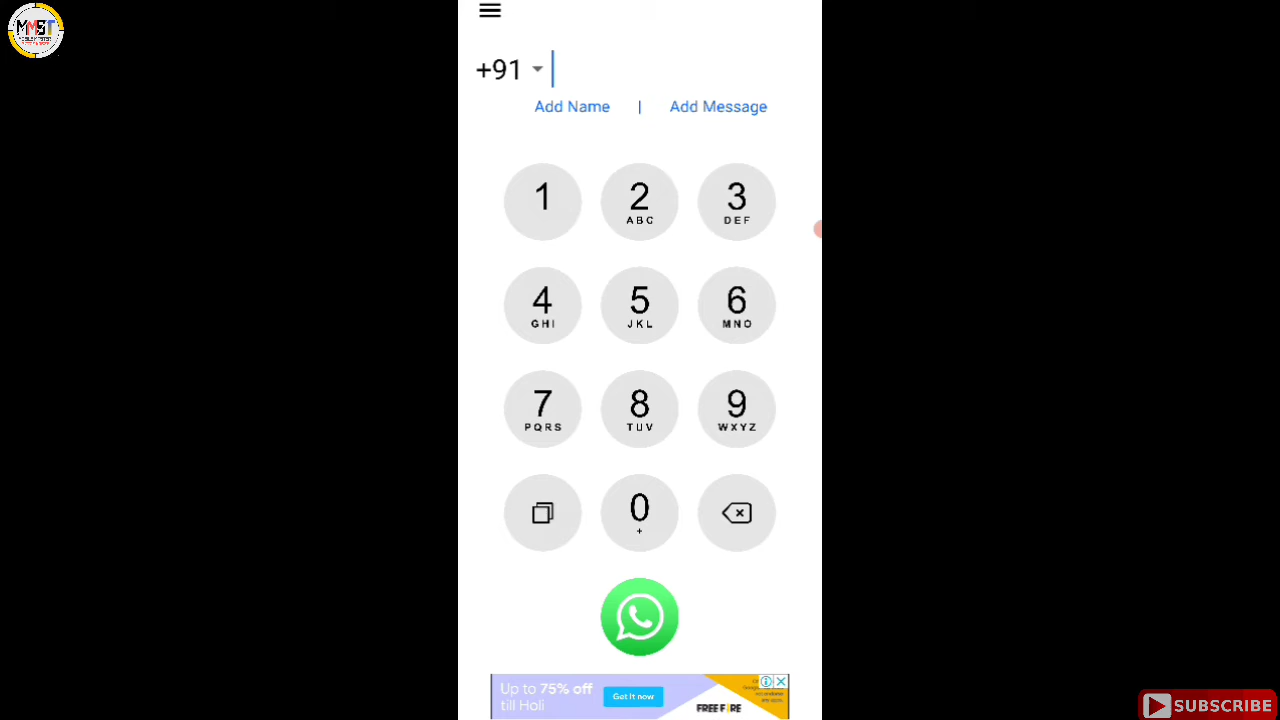 MMBT
+91
Add Name | Add Message
1
2
ABC
3
DEF
4
GHI
5
JKL
6
MNO
7
PQRS
8
TUV
9
WXYZ
0
+
Up to 75% off
till Holi
Get it now
FREE FIRE
SUBSCRIBE